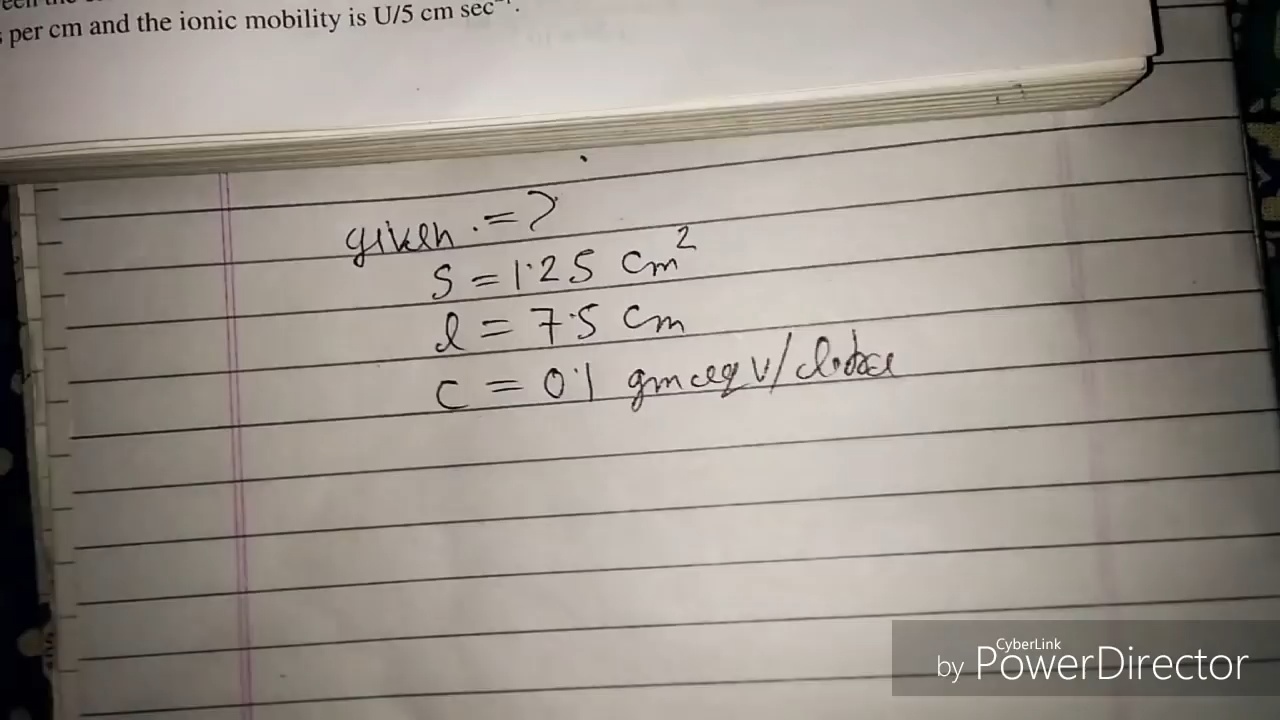 per cm and the ionic mobility is U/5 cm sec⁻¹.
given . = ?
S = 1.25 cm²
l = 7.5 cm
C = 0.1 gm eqv/
CyberLink
by PowerDirector